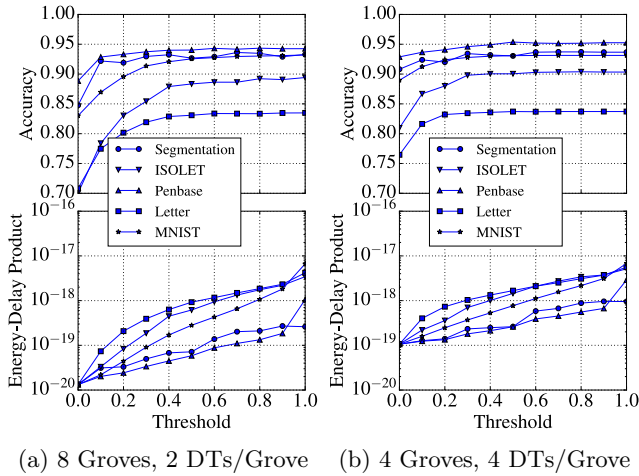 1.00
0.95
0.90
0.85
0.80
0.75
0.70
Accuracy
Segmentation
ISOLET
Penbase
Letter
MNIST
10⁻¹⁶
10⁻¹⁷
10⁻¹⁸
10⁻¹⁹
10⁻²⁰
Energy-Delay Product
0.0 0.2 0.4 0.6 0.8 1.0
Threshold
(a) 8 Groves, 2 DTs/Grove
1.00
0.95
0.90
0.85
0.80
0.75
0.70
Accuracy
Segmentation
ISOLET
Penbase
Letter
MNIST
10⁻¹⁶
10⁻¹⁷
10⁻¹⁸
10⁻¹⁹
10⁻²⁰
Energy-Delay Product
0.0 0.2 0.4 0.6 0.8 1.0
Threshold
(b) 4 Groves, 4 DTs/Grove